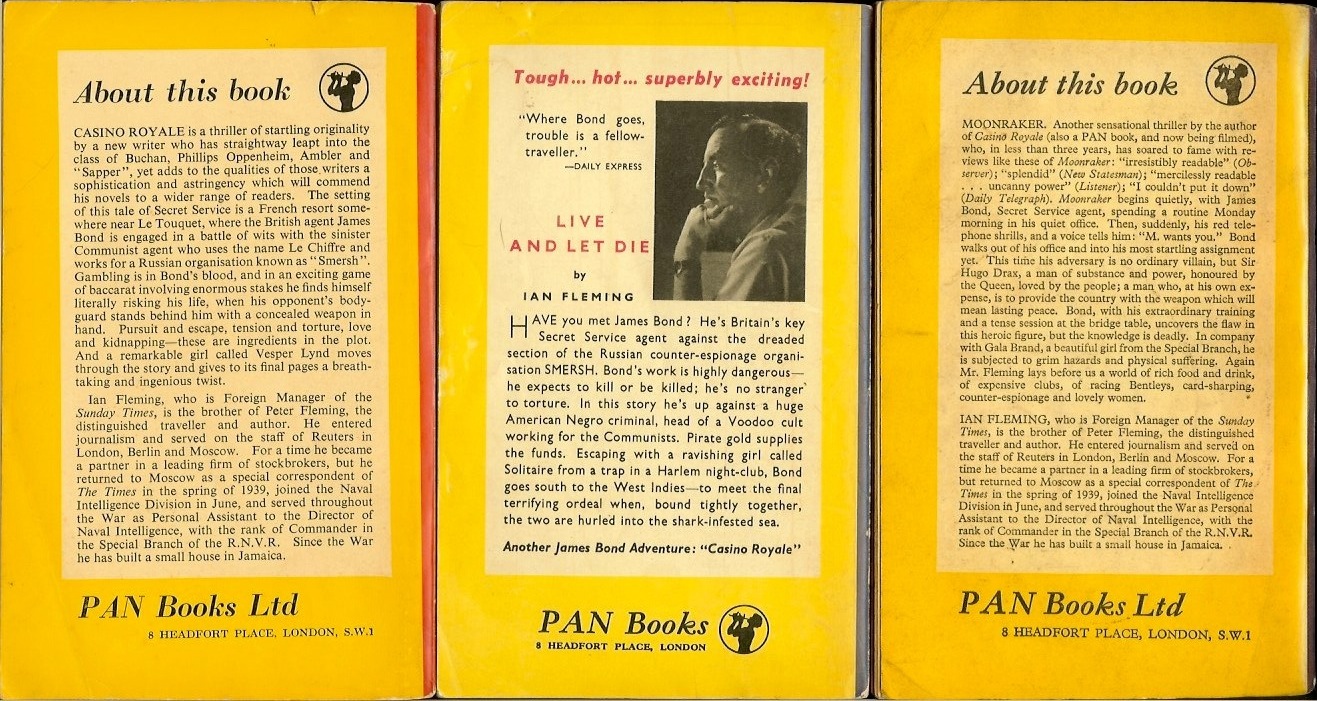 About this book
CASINO ROYALE is a thriller of startling originality
by a new writer who has straightway leapt into the
class of Buchan, Phillips Oppenheim, Ambler and
"Sapper", yet adds to the qualities of those writers a
sophistication and astringency which will commend
his novels to a wider range of readers. The setting
of this tale of Secret Service is a French resort some-
where near Le Touquet, where the British agent James
Bond is engaged in a battle of wits with the sinister
Communist agent who uses the name Le Chiffre and
works for a Russian organisation known as "Smersh".
Gambling is in Bond's blood, and in an exciting game
of baccarat involving enormous stakes he finds himself
literally risking his life, when his opponent's body-
guard stands behind him with a concealed weapon in
hand. Pursuit and escape, tension and torture, love
and kidnapping—these are ingredients in the plot.
And a remarkable girl called Vesper Lynd moves
through the story and gives to its final pages a breath-
taking and ingenious twist.
Ian Fleming, who is Foreign Manager of the
Sunday Times, is the brother of Peter Fleming, the
distinguished traveller and author. He entered
journalism and served on the staff of Reuters in
London, Berlin and Moscow. For a time he became
a partner in a leading firm of stockbrokers, but he
returned to Moscow as a special correspondent of
The Times in the spring of 1939, joined the Naval
Intelligence Division in June, and served throughout
the War as Personal Assistant to the Director of
Naval Intelligence, with the rank of Commander in
the Special Branch of the R.N.V.R. Since the War
he has built a small house in Jamaica.
PAN Books Ltd
8 HEADFORT PLACE, LONDON, S.W.1
Tough... hot... superbly exciting!
"Where Bond goes,
trouble is a fellow-
traveller."
—DAILY EXPRESS
LIVE
AND LET DIE
by
IAN FLEMING
HAVE you met James Bond? He's Britain's key
Secret Service agent against the dreaded
section of the Russian counter-espionage organi-
sation SMERSH. Bond's work is highly dangerous—
he expects to kill or be killed; he's no stranger
to torture. In this story he's up against a huge
American Negro criminal, head of a Voodoo cult
working for the Communists. Pirate gold supplies
the funds. Escaping with a ravishing girl called
Solitaire from a trap in a Harlem night-club, Bond
goes south to the West Indies—to meet the final
terrifying ordeal when, bound tightly together,
the two are hurled into the shark-infested sea.
Another James Bond Adventure: "Casino Royale"
PAN Books
8 HEADFORT PLACE, LONDON
About this book
MOONRAKER. Another sensational thriller by the author
of Casino Royale (also a PAN book, and now being filmed),
who, in less than three years, has soared to fame with re-
views like these of Moonraker: "irresistibly readable" (Ob-
server); "splendid" (New Statesman); "mercilessly readable
. . . uncanny power" (Listener); "I couldn't put it down"
(Daily Telegraph). Moonraker begins quietly, with James
Bond, Secret Service agent, spending a routine Monday
morning in his quiet office. Then, suddenly, his red tele-
phone shrills, and a voice tells him: "M. wants you." Bond
walks out of his office and into his most startling assignment
yet. This time his adversary is no ordinary villain, but Sir
Hugo Drax, a man of substance and power, honoured by
the Queen, loved by the people; a man who, at his own ex-
pense, is to provide the country with the weapon which will
mean lasting peace. Bond, with his extraordinary training
and a tense session at the bridge table, uncovers the flaw in
this heroic figure, but the knowledge is deadly. In company
with Gala Brand, a beautiful girl from the Special Branch, he
is subjected to grim hazards and physical suffering. Again
Mr. Fleming lays before us a world of rich food and drink,
of expensive clubs, of racing Bentleys, card-sharping,
counter-espionage and lovely women.
IAN FLEMING, who is Foreign Manager of the Sunday
Times, is the brother of Peter Fleming, the distinguished
traveller and author. He entered journalism and served on
the staff of Reuters in London, Berlin and Moscow. For a
time he became a partner in a leading firm of stockbrokers,
but returned to Moscow as a special correspondent of The
Times in the spring of 1939, joined the Naval Intelligence
Division in June, and served throughout the War as Personal
Assistant to the Director of Naval Intelligence, with the
rank of Commander in the Special Branch of the R.N.V.R.
Since the War he has built a small house in Jamaica.
PAN Books Ltd
8 HEADFORT PLACE, LONDON, S.W.1